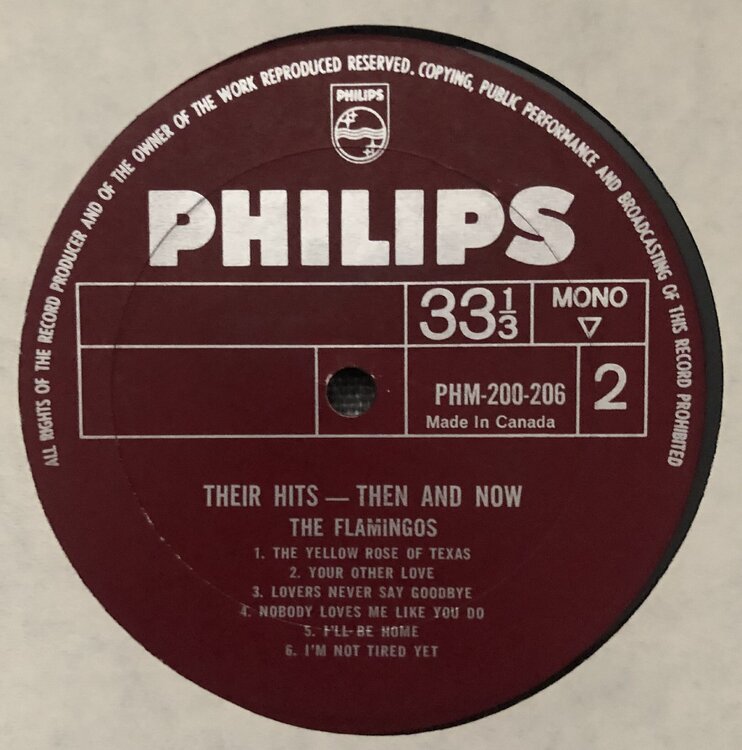 ALL RIGHTS OF THE RECORD PRODUCER AND OF THE OWNER OF THE WORK REPRODUCED RESERVED. COPYING, PUBLIC PERFORMANCE AND BROADCASTING OF THIS RECORD PROHIBITED
PHILIPS
PHILIPS
33 1/3
MONO
PHM-200-206
Made In Canada
2
THEIR HITS — THEN AND NOW
THE FLAMINGOS
1. THE YELLOW ROSE OF TEXAS
2. YOUR OTHER LOVE
3. LOVERS NEVER SAY GOODBYE
4. NOBODY LOVES ME LIKE YOU DO
5. I'LL BE HOME
6. I'M NOT TIRED YET